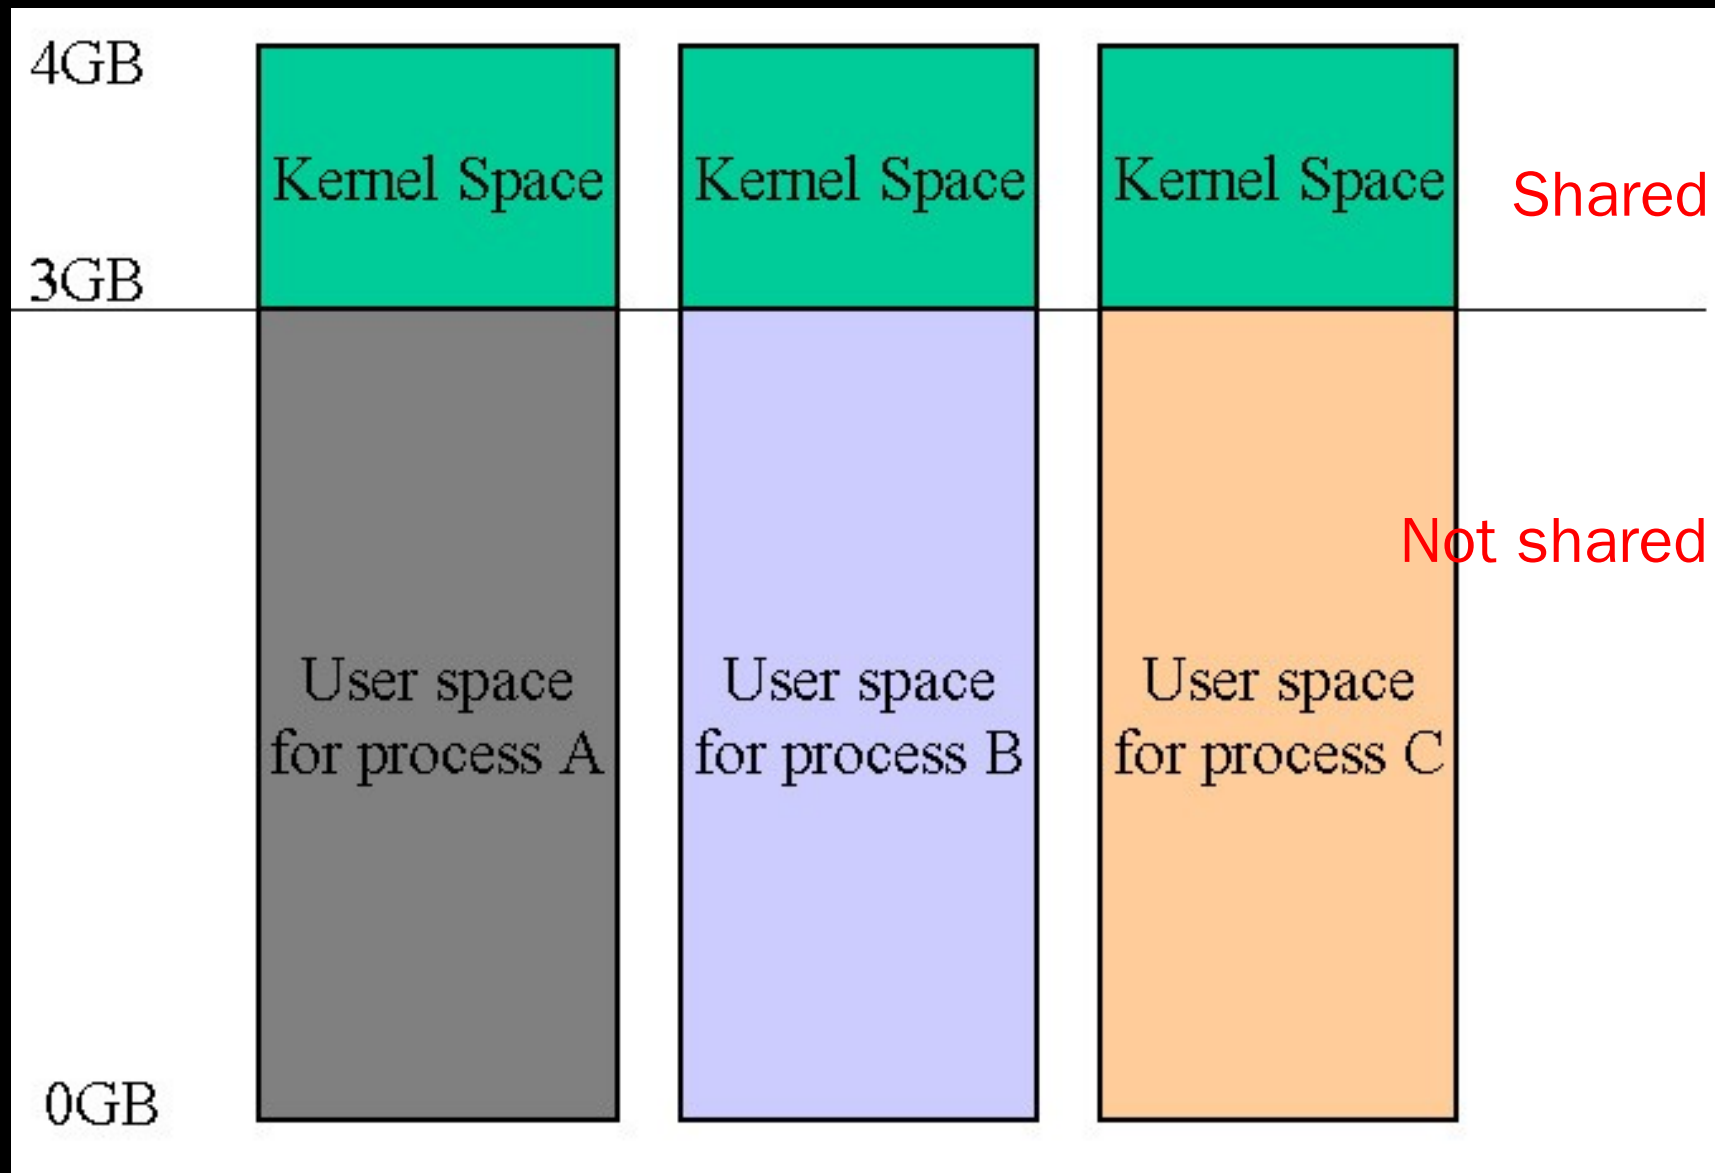 4GB
Kernel Space
Kernel Space
Kernel Space
Shared
3GB
Not shared
User space
for process A
User space
for process B
User space
for process C
0GB